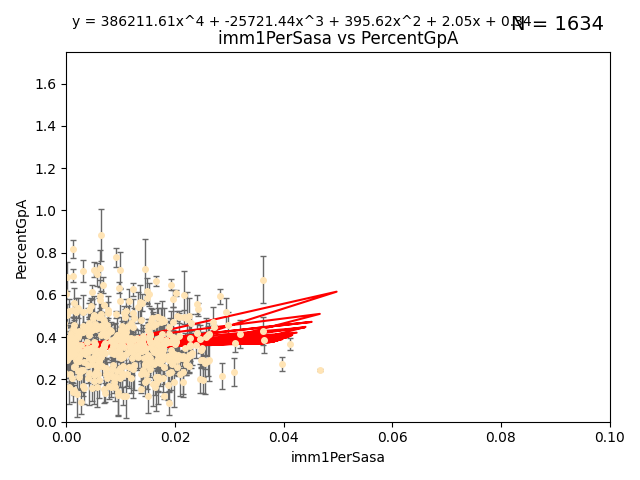 y = 386211.61x^4 + -25721.44x^3 + 395.62x^2 + 2.05x + 0.34
N = 1634
imm1PerSasa vs PercentGpA
PercentGpA
1.6
1.4
1.2
1.0
0.8
0.6
0.4
0.2
0.0
0.00 0.02 0.04 0.06 0.08 0.10
imm1PerSasa